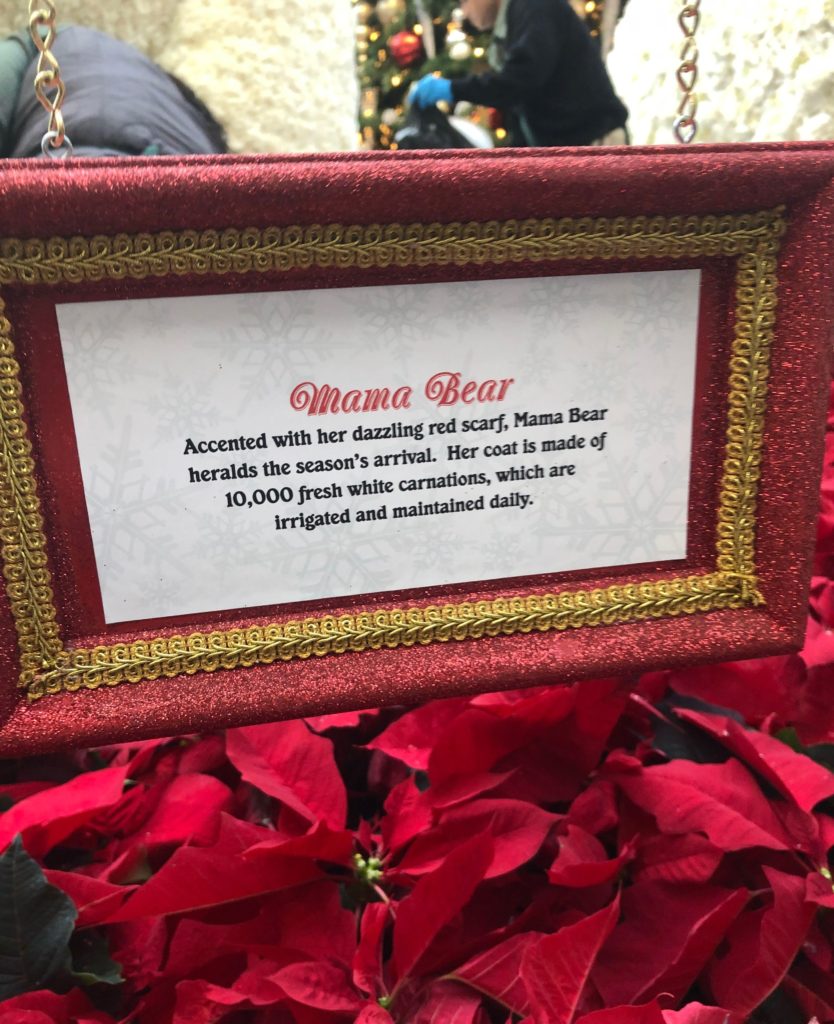 Mama Bear
Accented with her dazzling red scarf, Mama Bear
heralds the season's arrival. Her coat is made of
10,000 fresh white carnations, which are
irrigated and maintained daily.